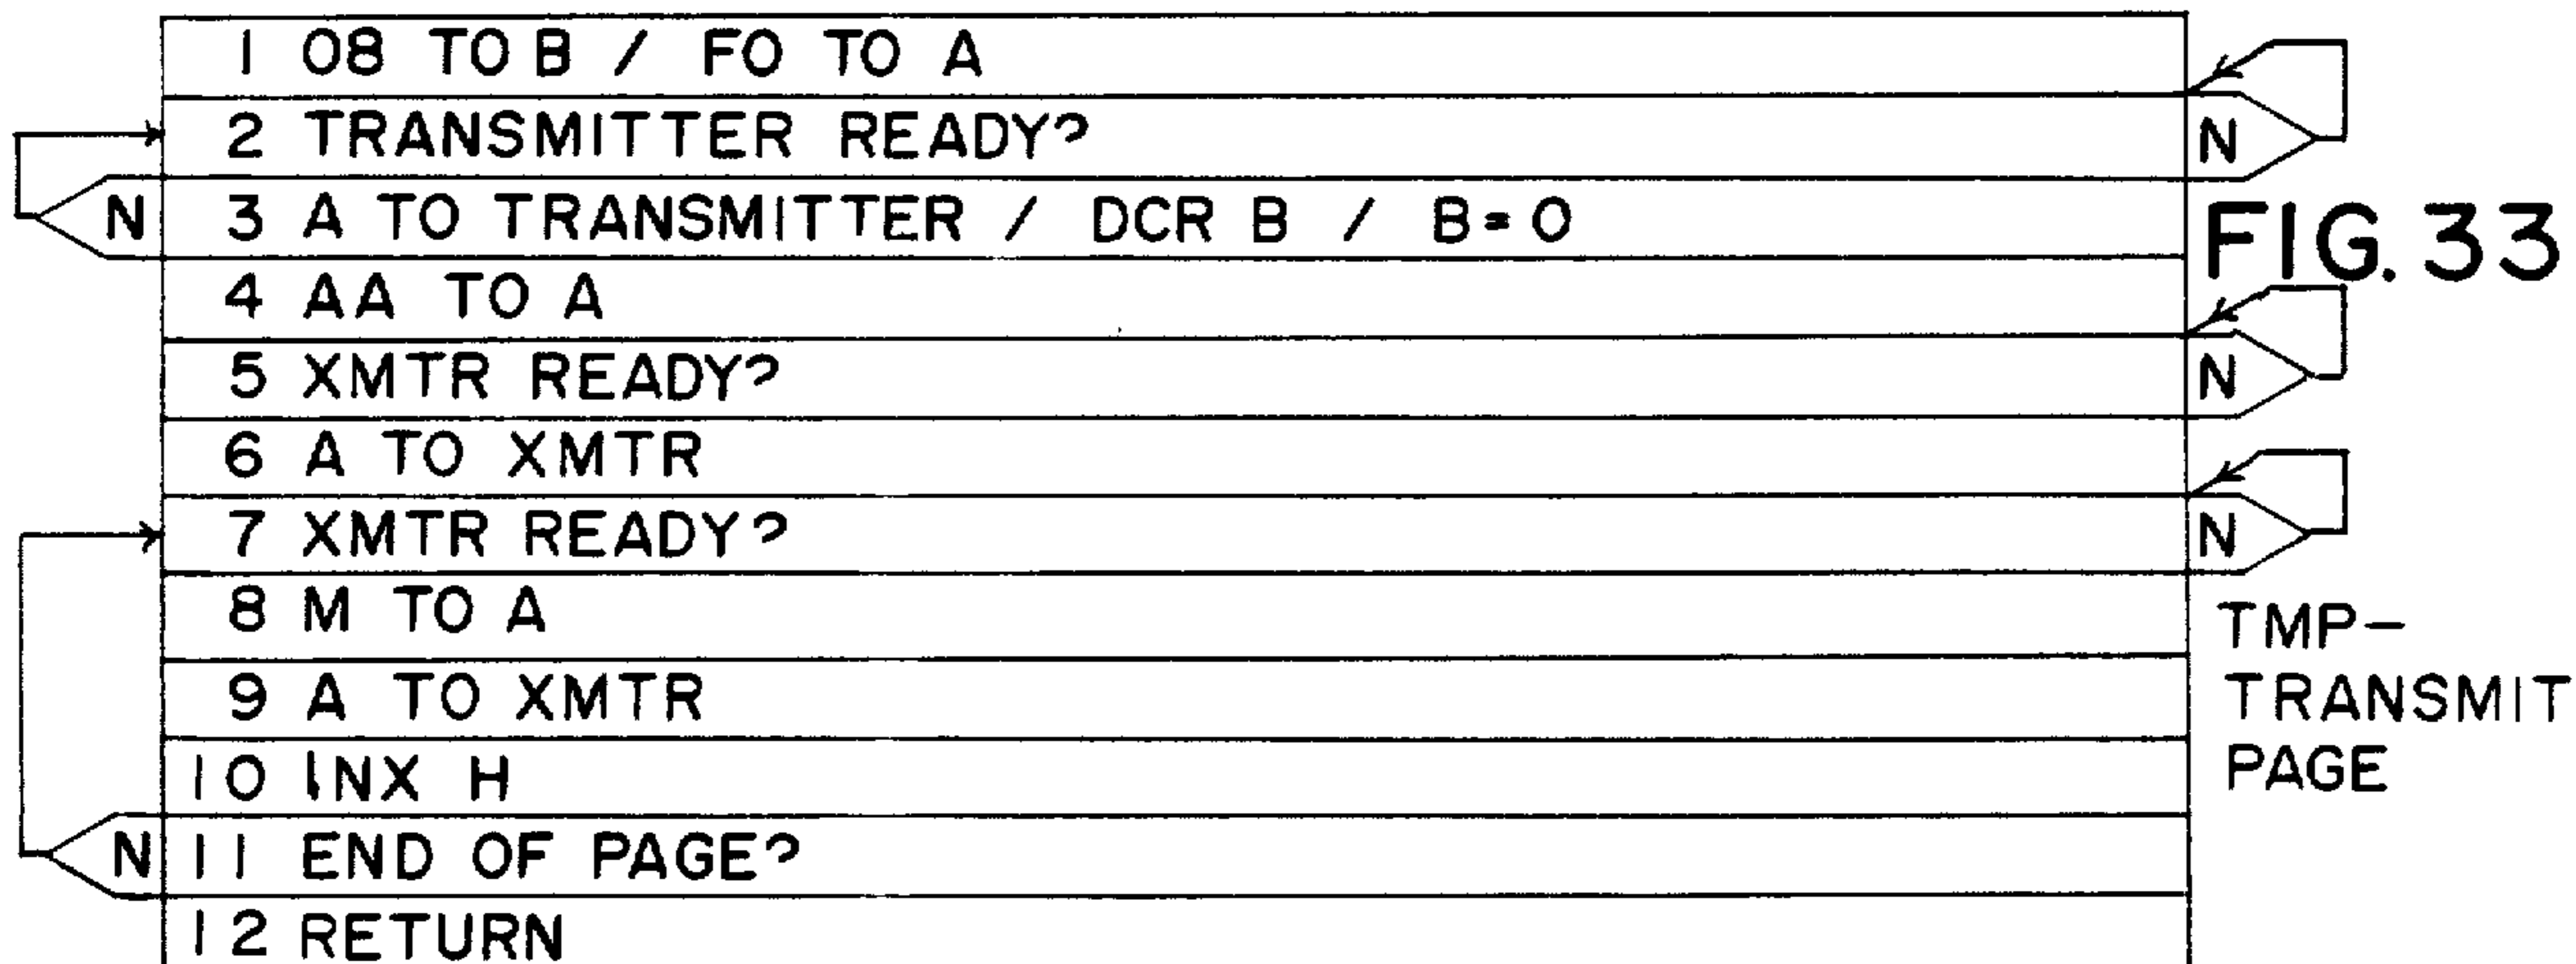 1 08 TO B / FO TO A
2 TRANSMITTER READY?
N
N 3 A TO TRANSMITTER / DCR B / B=0
FIG. 33
4 AA TO A
5 XMTR READY?
N
6 A TO XMTR
7 XMTR READY?
N
8 M TO A
9 A TO XMTR
10 INX H
N 11 END OF PAGE?
12 RETURN
TMP-
TRANSMIT
PAGE